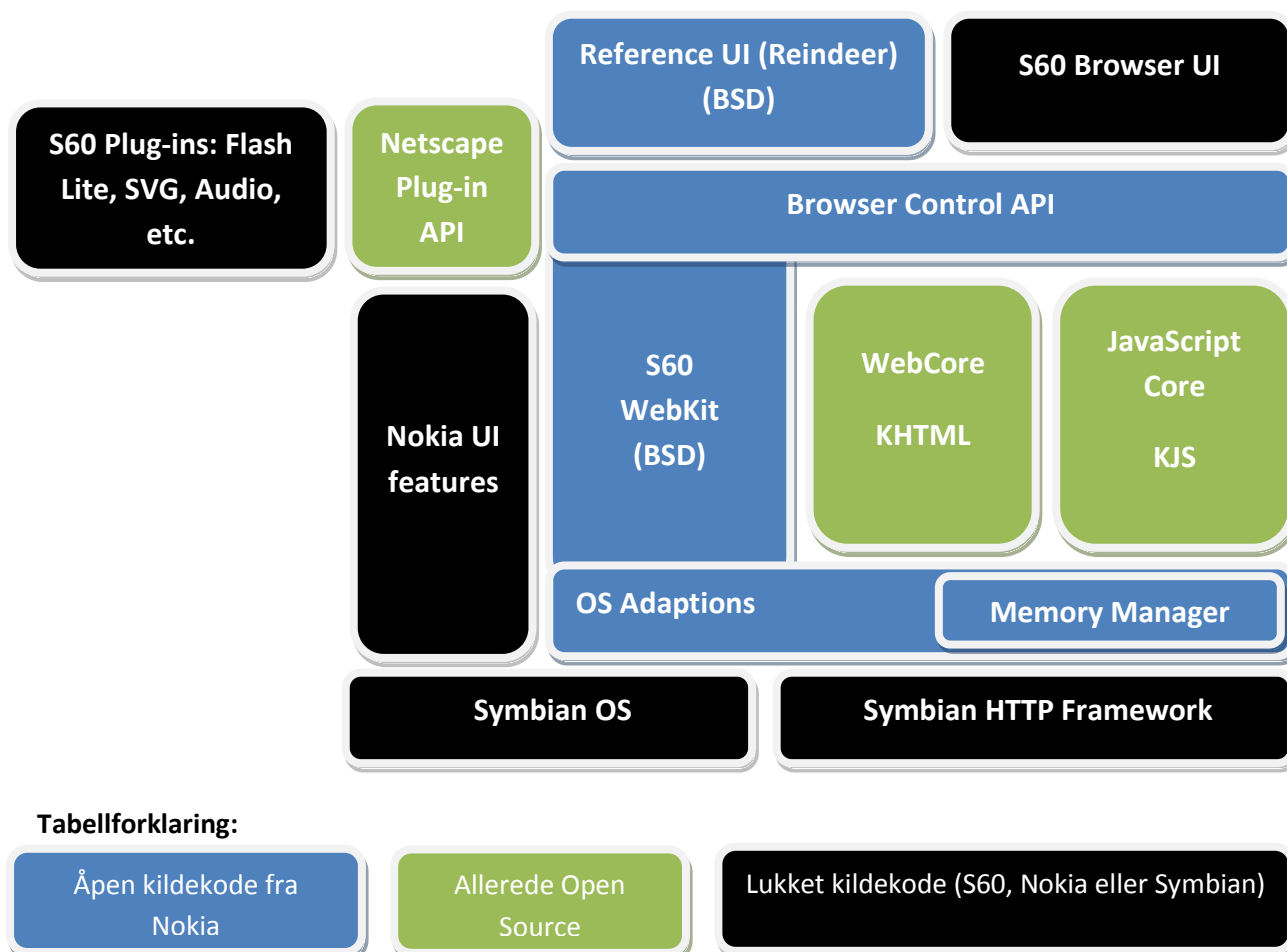 Reference UI (Reindeer)
(BSD)
S60 Browser UI
S60 Plug-ins: Flash
Lite, SVG, Audio,
etc.
Netscape
Plug-in
API
Browser Control API
Nokia UI
features
S60
WebKit
(BSD)
WebCore
KHTML
JavaScript
Core
KJS
OS Adaptions
Memory Manager
Symbian OS
Symbian HTTP Framework
Tabellforklaring:
Åpen kildekode fra
Nokia
Allerede Open
Source
Lukket kildekode (S60, Nokia eller Symbian)